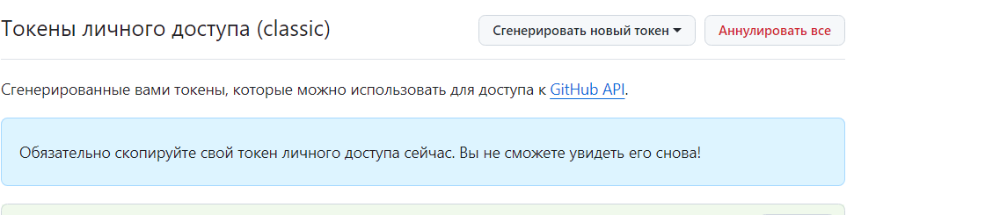 Токены личного доступа (classic)
Сгенерировать новый токен
Аннулировать все
Сгенерированные вами токены, которые можно использовать для доступа к GitHub API.
Обязательно скопируйте свой токен личного доступа сейчас. Вы не сможете увидеть его снова!